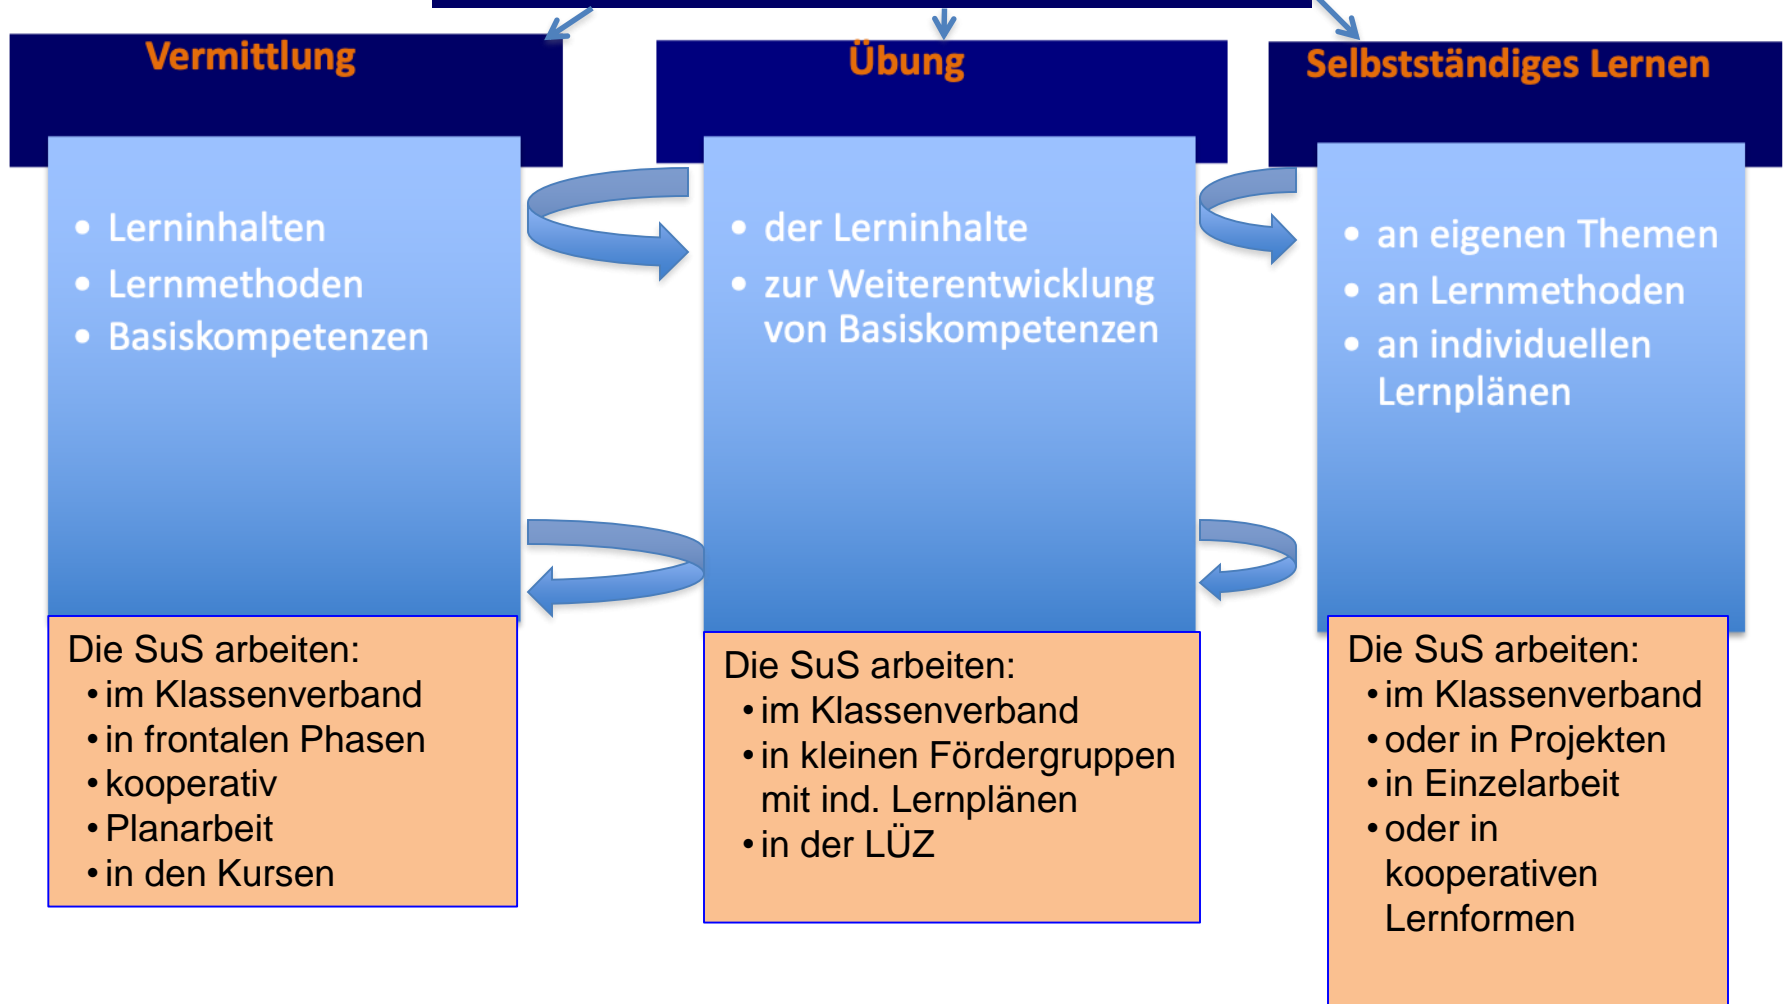 Vermittlung
• Lerninhalten
• Lernmethoden
• Basiskompetenzen
Die SuS arbeiten:
• im Klassenverband
• in frontalen Phasen
• kooperativ
• Planarbeit
• in den Kursen
Übung
• der Lerninhalte
• zur Weiterentwicklung
von Basiskompetenzen
Die SuS arbeiten:
• im Klassenverband
• in kleinen Fördergruppen
mit ind. Lernplänen
• in der LÜZ
Selbstständiges Lernen
• an eigenen Themen
• an Lernmethoden
• an individuellen
Lernplänen
Die SuS arbeiten:
• im Klassenverband
• oder in Projekten
• in Einzelarbeit
• oder in
kooperativen
Lernformen